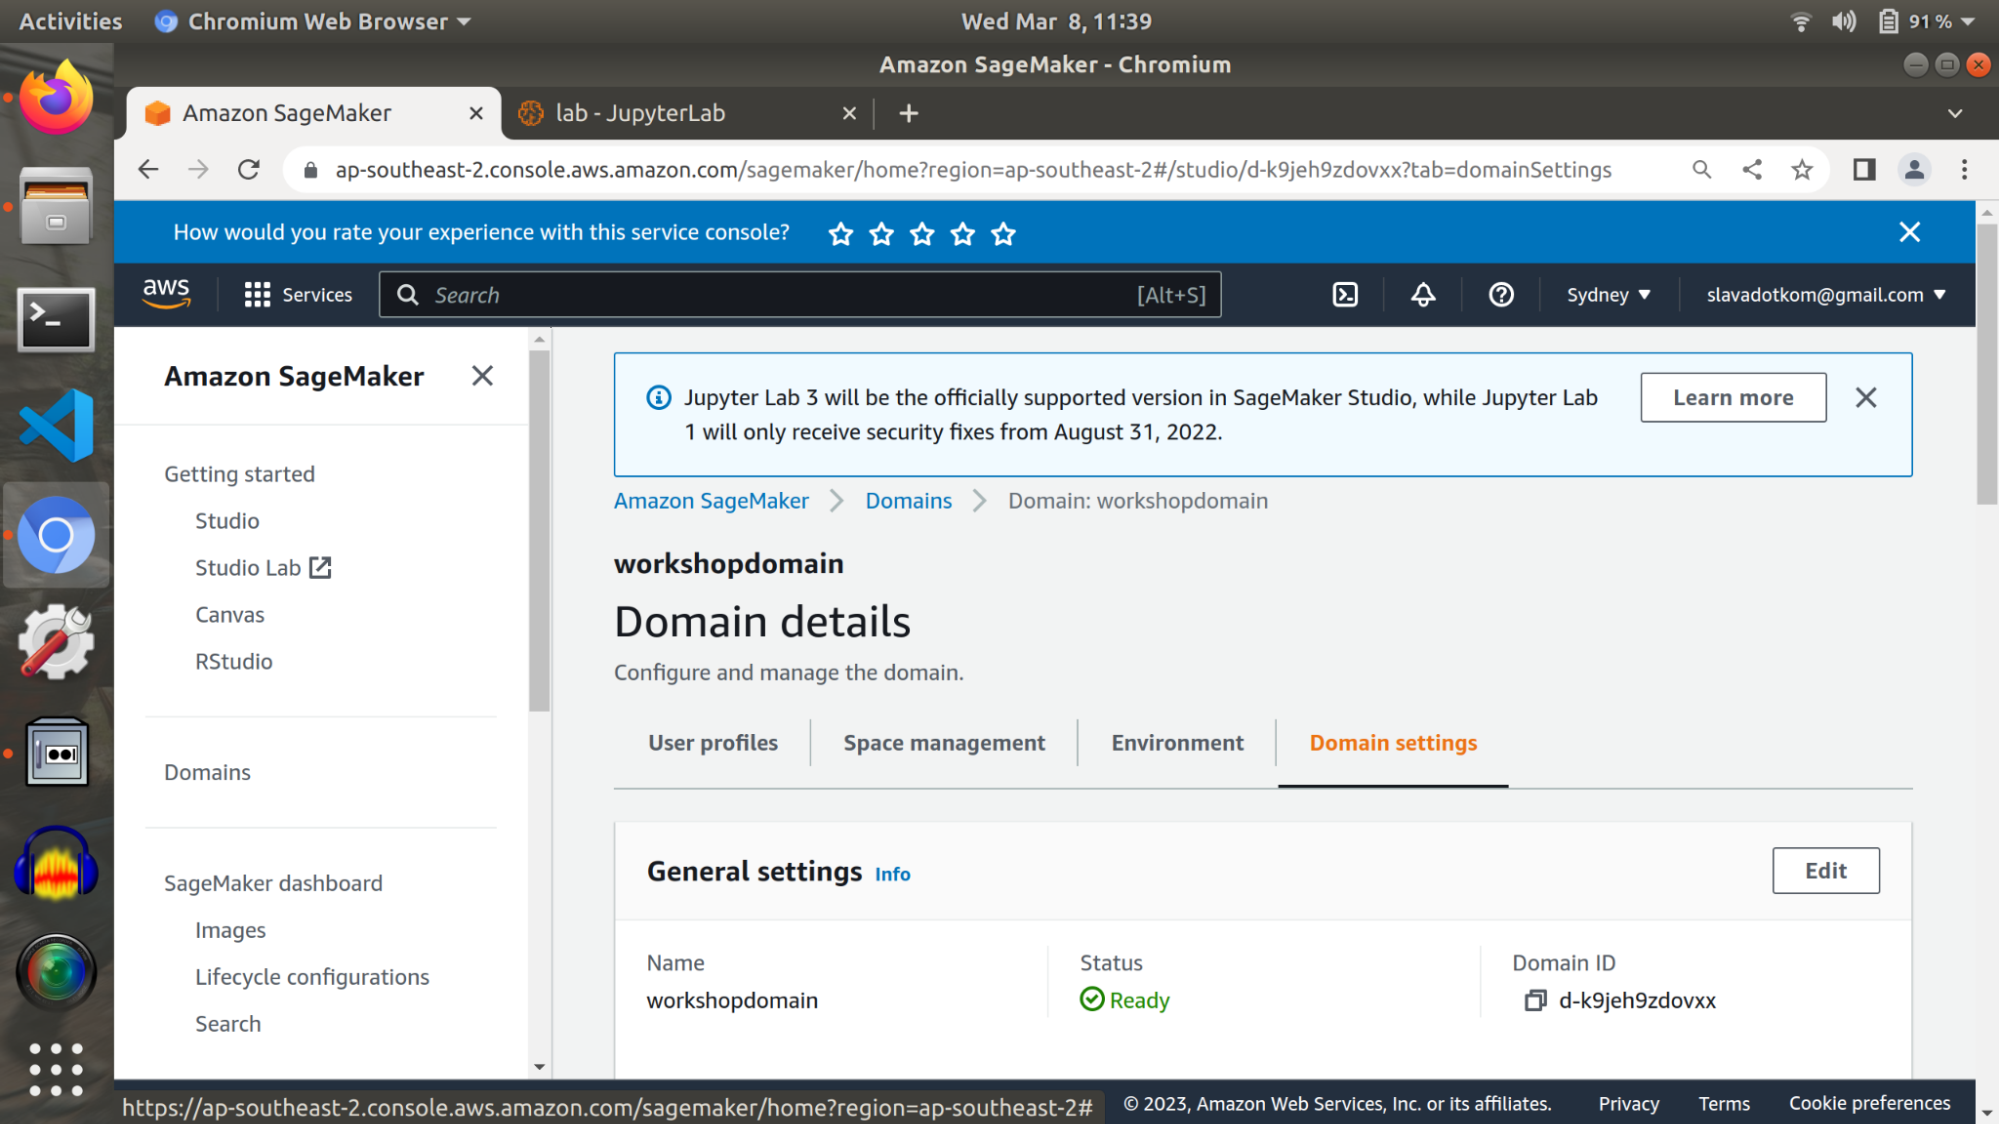 Activities
Chromium Web Browser
Wed Mar 8, 11:39
91 %
Amazon SageMaker - Chromium
Amazon SageMaker
lab - JupyterLab
ap-southeast-2.console.aws.amazon.com/sagemaker/home?region=ap-southeast-2#/studio/d-k9jeh9zdovxx?tab=domainSettings
How would you rate your experience with this service console?
aws
Services
Search
[Alt+S]
Sydney
slavadotkom@gmail.com
Amazon SageMaker
Getting started
Studio
Studio Lab
Canvas
RStudio
Domains
SageMaker dashboard
Images
Lifecycle configurations
Search
Jupyter Lab 3 will be the officially supported version in SageMaker Studio, while Jupyter Lab
1 will only receive security fixes from August 31, 2022.
Learn more
Amazon SageMaker
Domains
Domain: workshopdomain
workshopdomain
Domain details
Configure and manage the domain.
User profiles
Space management
Environment
Domain settings
General settings
Info
Edit
Name
workshopdomain
Status
Ready
Domain ID
d-k9jeh9zdovxx
https://ap-southeast-2.console.aws.amazon.com/sagemaker/home?region=ap-southeast-2#
© 2023, Amazon Web Services, Inc. or its affiliates.
Privacy
Terms
Cookie preferences